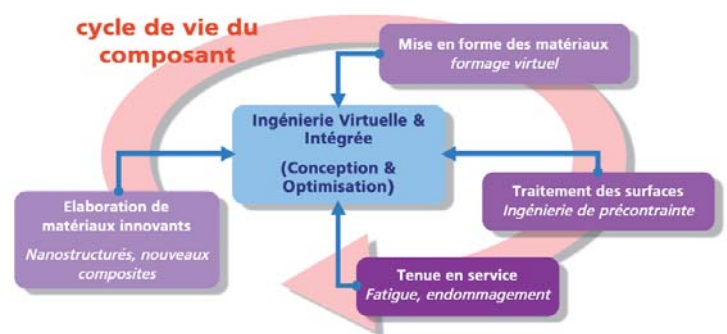 cycle de vie du
composant
Mise en forme des matériaux
formage virtuel
Ingénierie Virtuelle &
Intégrée
(Conception &
Optimisation)
Traitement des surfaces
Ingénierie de précontrainte
Elaboration de
matériaux innovants
Nanostructurés, nouveaux
composites
Tenue en service
Fatigue, endommagement